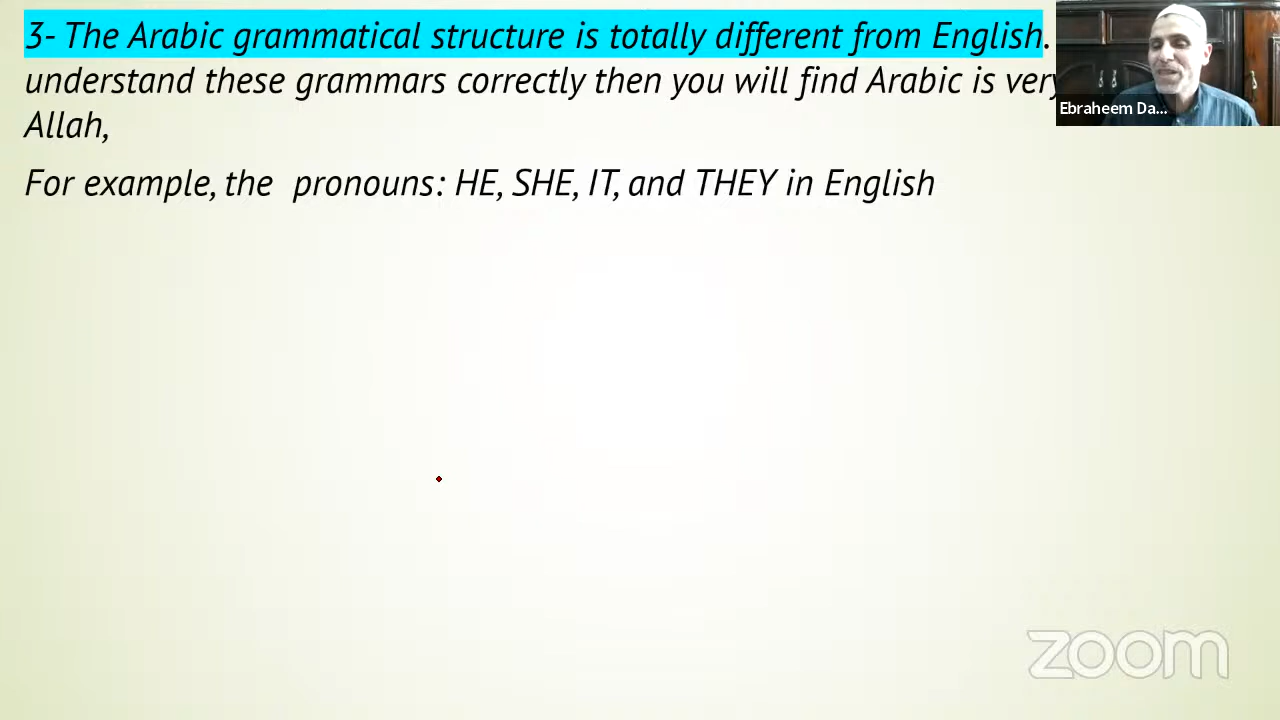 3- The Arabic grammatical structure is totally different from English.
understand these grammars correctly then you will find Arabic is very
Allah,
For example, the pronouns: HE, SHE, IT, and THEY in English
Ebraheem Da...
zoom